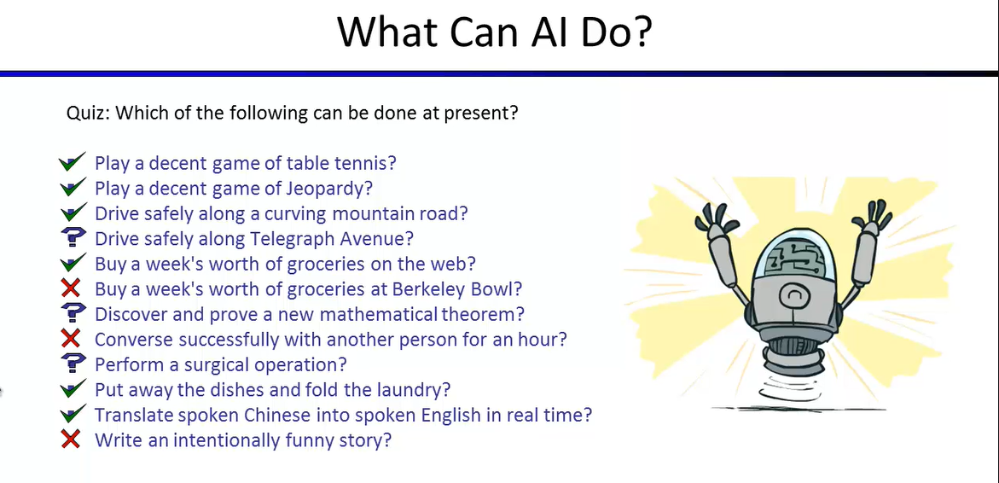 What Can AI Do?
Quiz: Which of the following can be done at present?
Play a decent game of table tennis?
Play a decent game of Jeopardy?
Drive safely along a curving mountain road?
Drive safely along Telegraph Avenue?
Buy a week's worth of groceries on the web?
Buy a week's worth of groceries at Berkeley Bowl?
Discover and prove a new mathematical theorem?
Converse successfully with another person for an hour?
Perform a surgical operation?
Put away the dishes and fold the laundry?
Translate spoken Chinese into spoken English in real time?
Write an intentionally funny story?